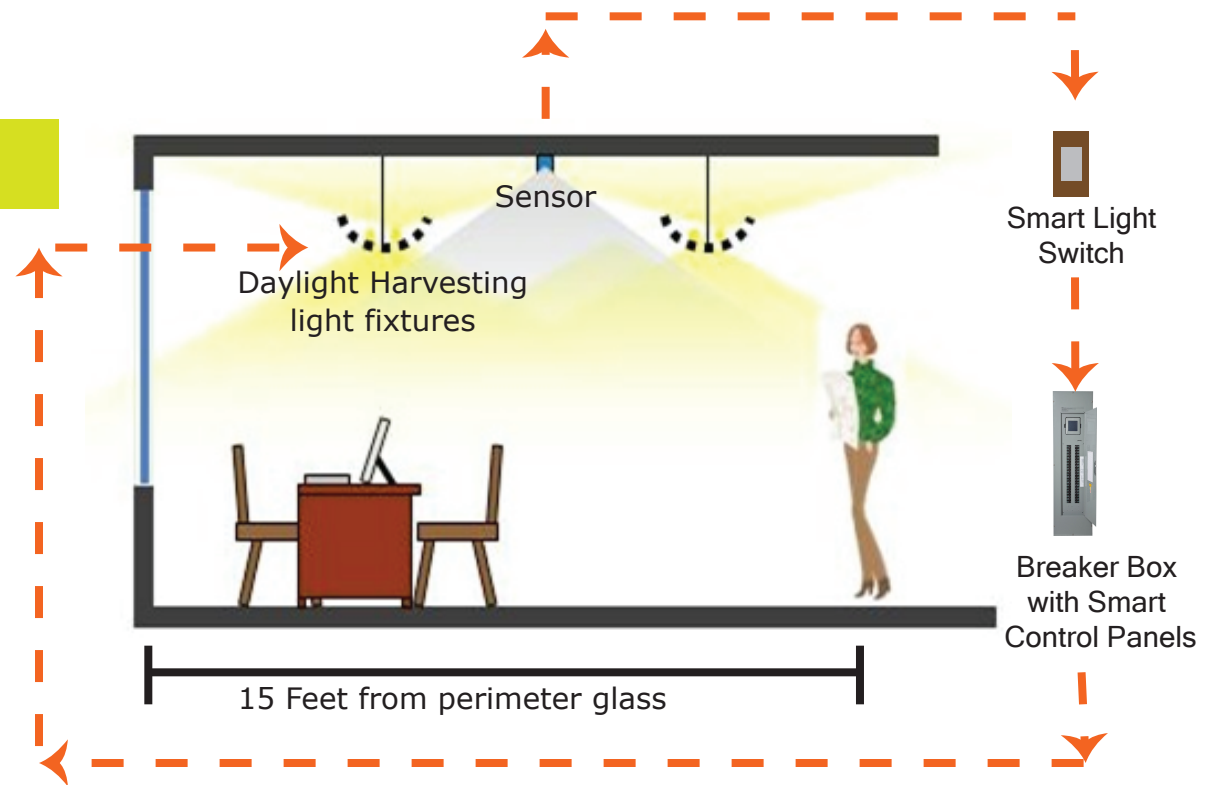 Sensor
Smart Light
Switch
Daylight Harvesting
light fixtures
Breaker Box
with Smart
Control Panels
15 Feet from perimeter glass